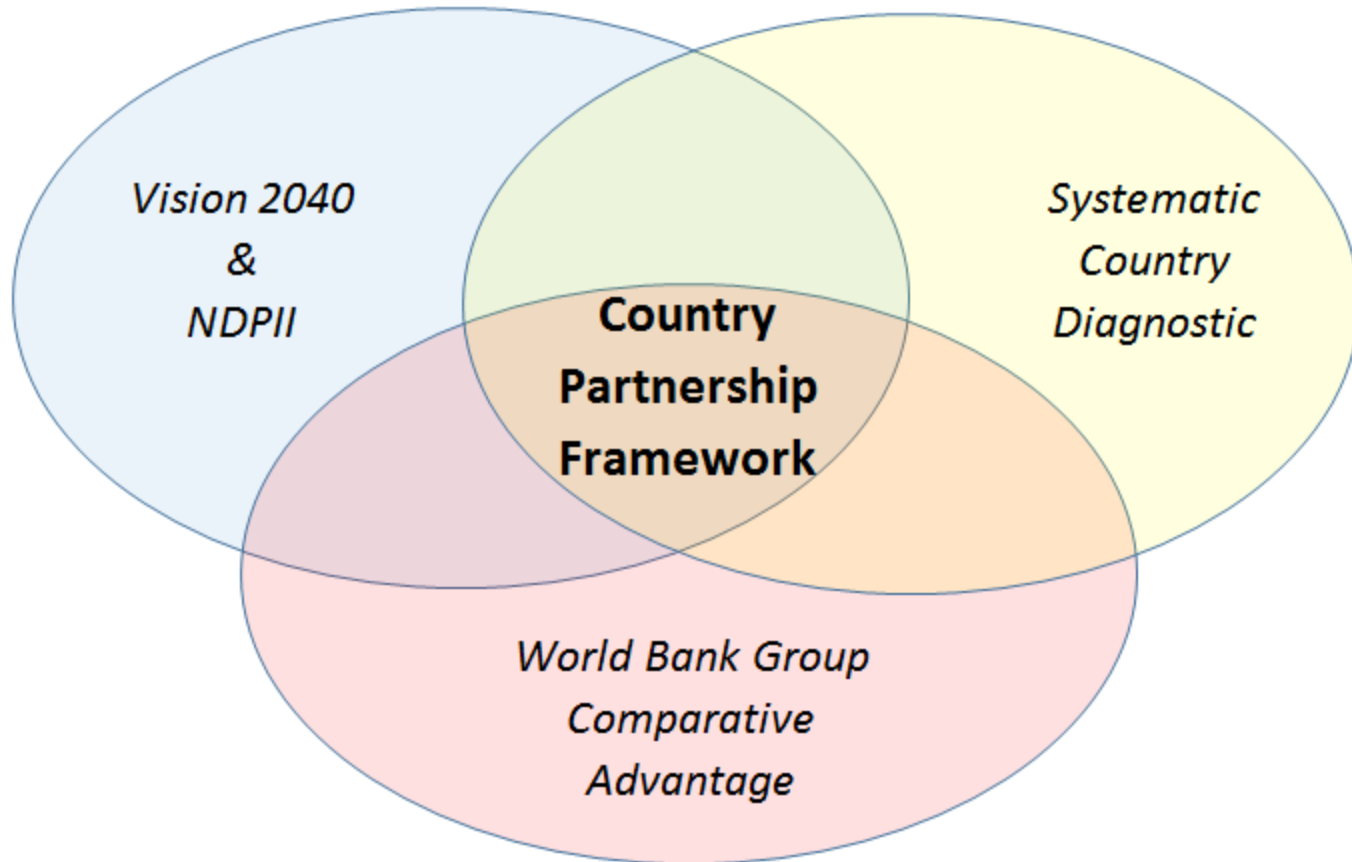 Vision 2040
&
NDPII
Systematic
Country
Diagnostic
Country
Partnership
Framework
World Bank Group
Comparative
Advantage